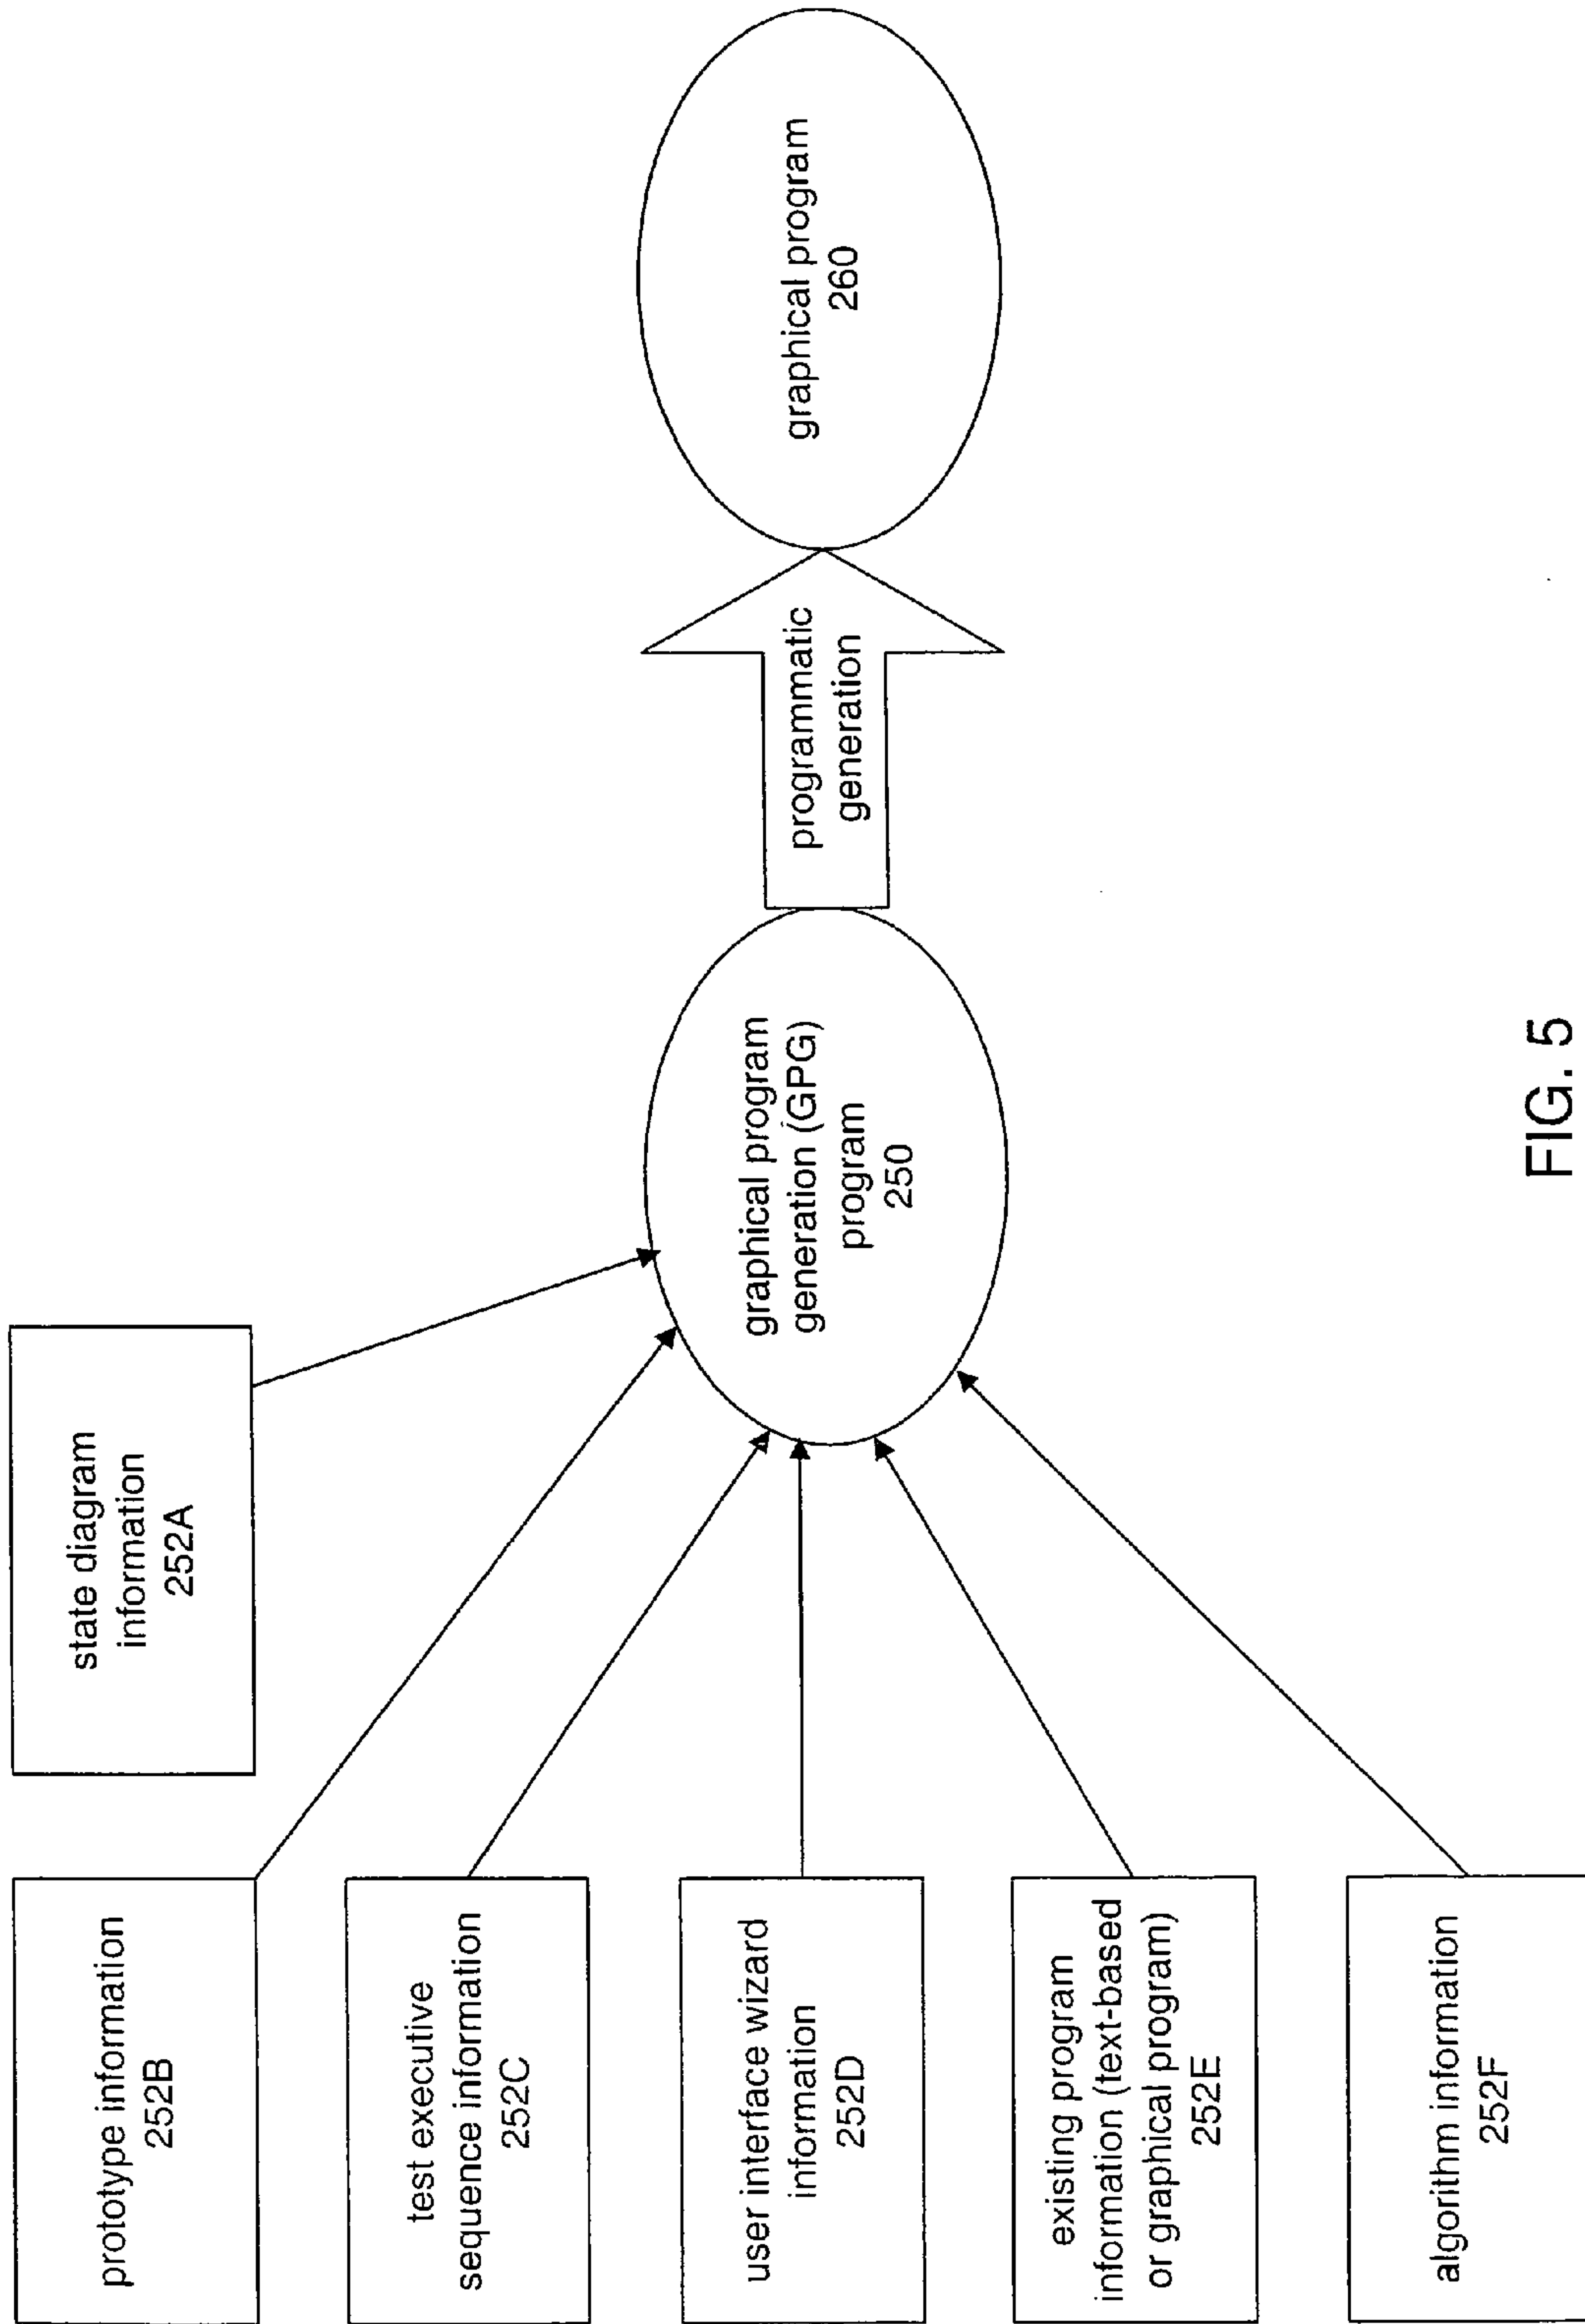 state diagram
information
252A
prototype information
252B
test executive
sequence information
252C
user interface wizard
information
252D
existing program
information (text-based
or graphical program)
252E
algorithm information
252F
graphical program
generation (GPG)
program
250
programmatic
generation
graphical program
260
FIG. 5